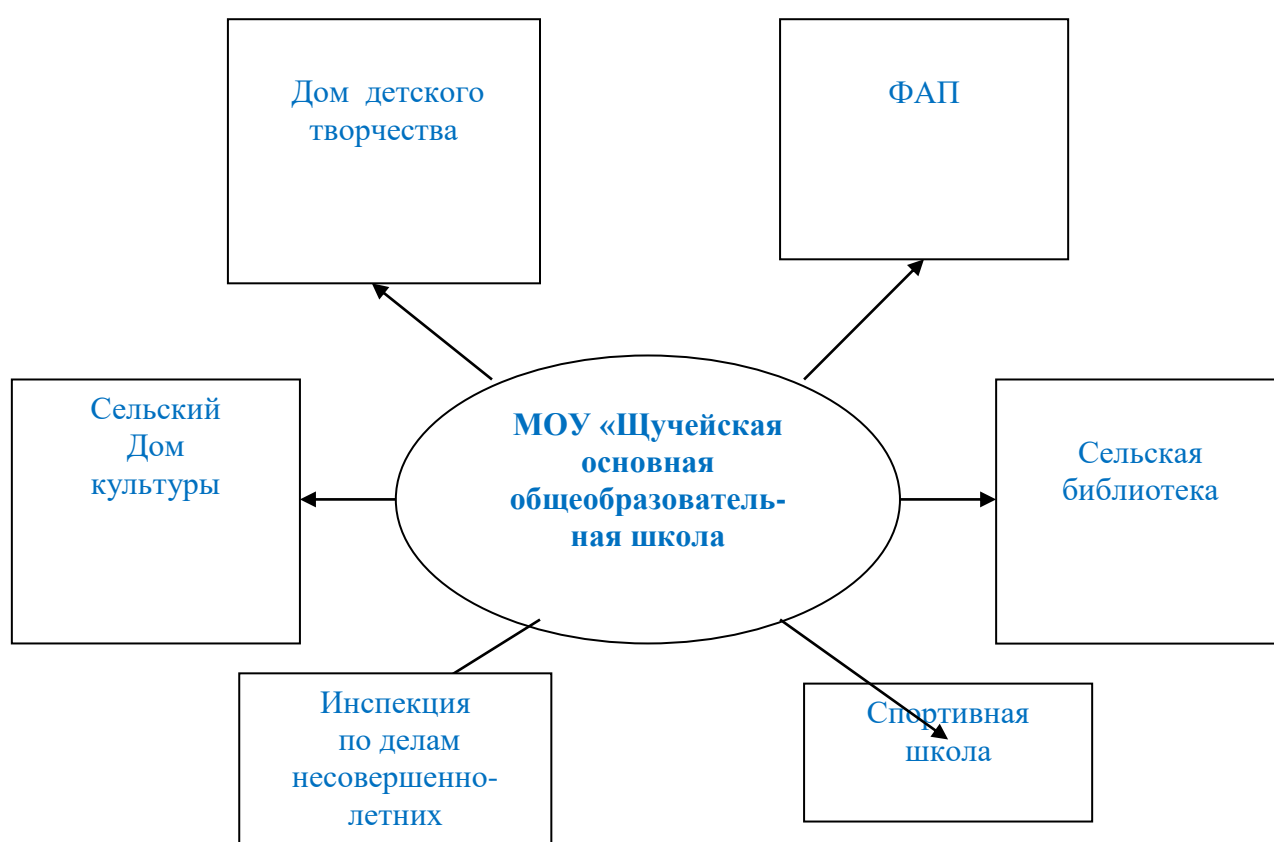 Дом детского
творчества
ФАП
Сельский
Дом
культуры
МОУ «Щучейская
основная
общеобразователь-
ная школа
Сельская
библиотека
Инспекция
по делам
несовершенно-
летних
Спортивная
школа